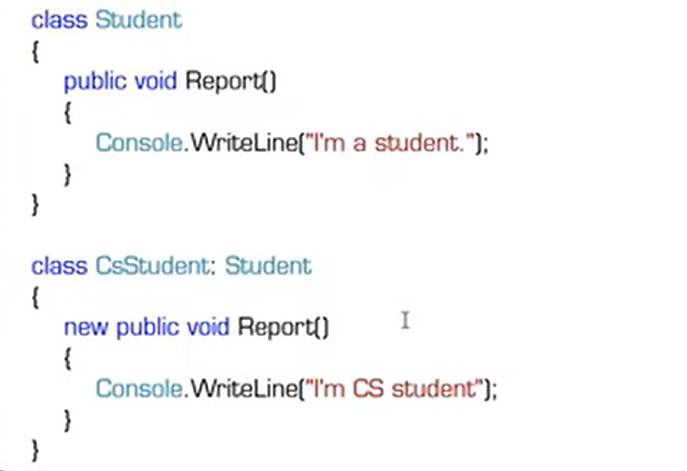 class Student
{
public void Report()
{
Console.WriteLine("I'm a student.");
}
}
class CsStudent: Student
{
new public void Report()
{
Console.WriteLine("I'm CS student");
}
}